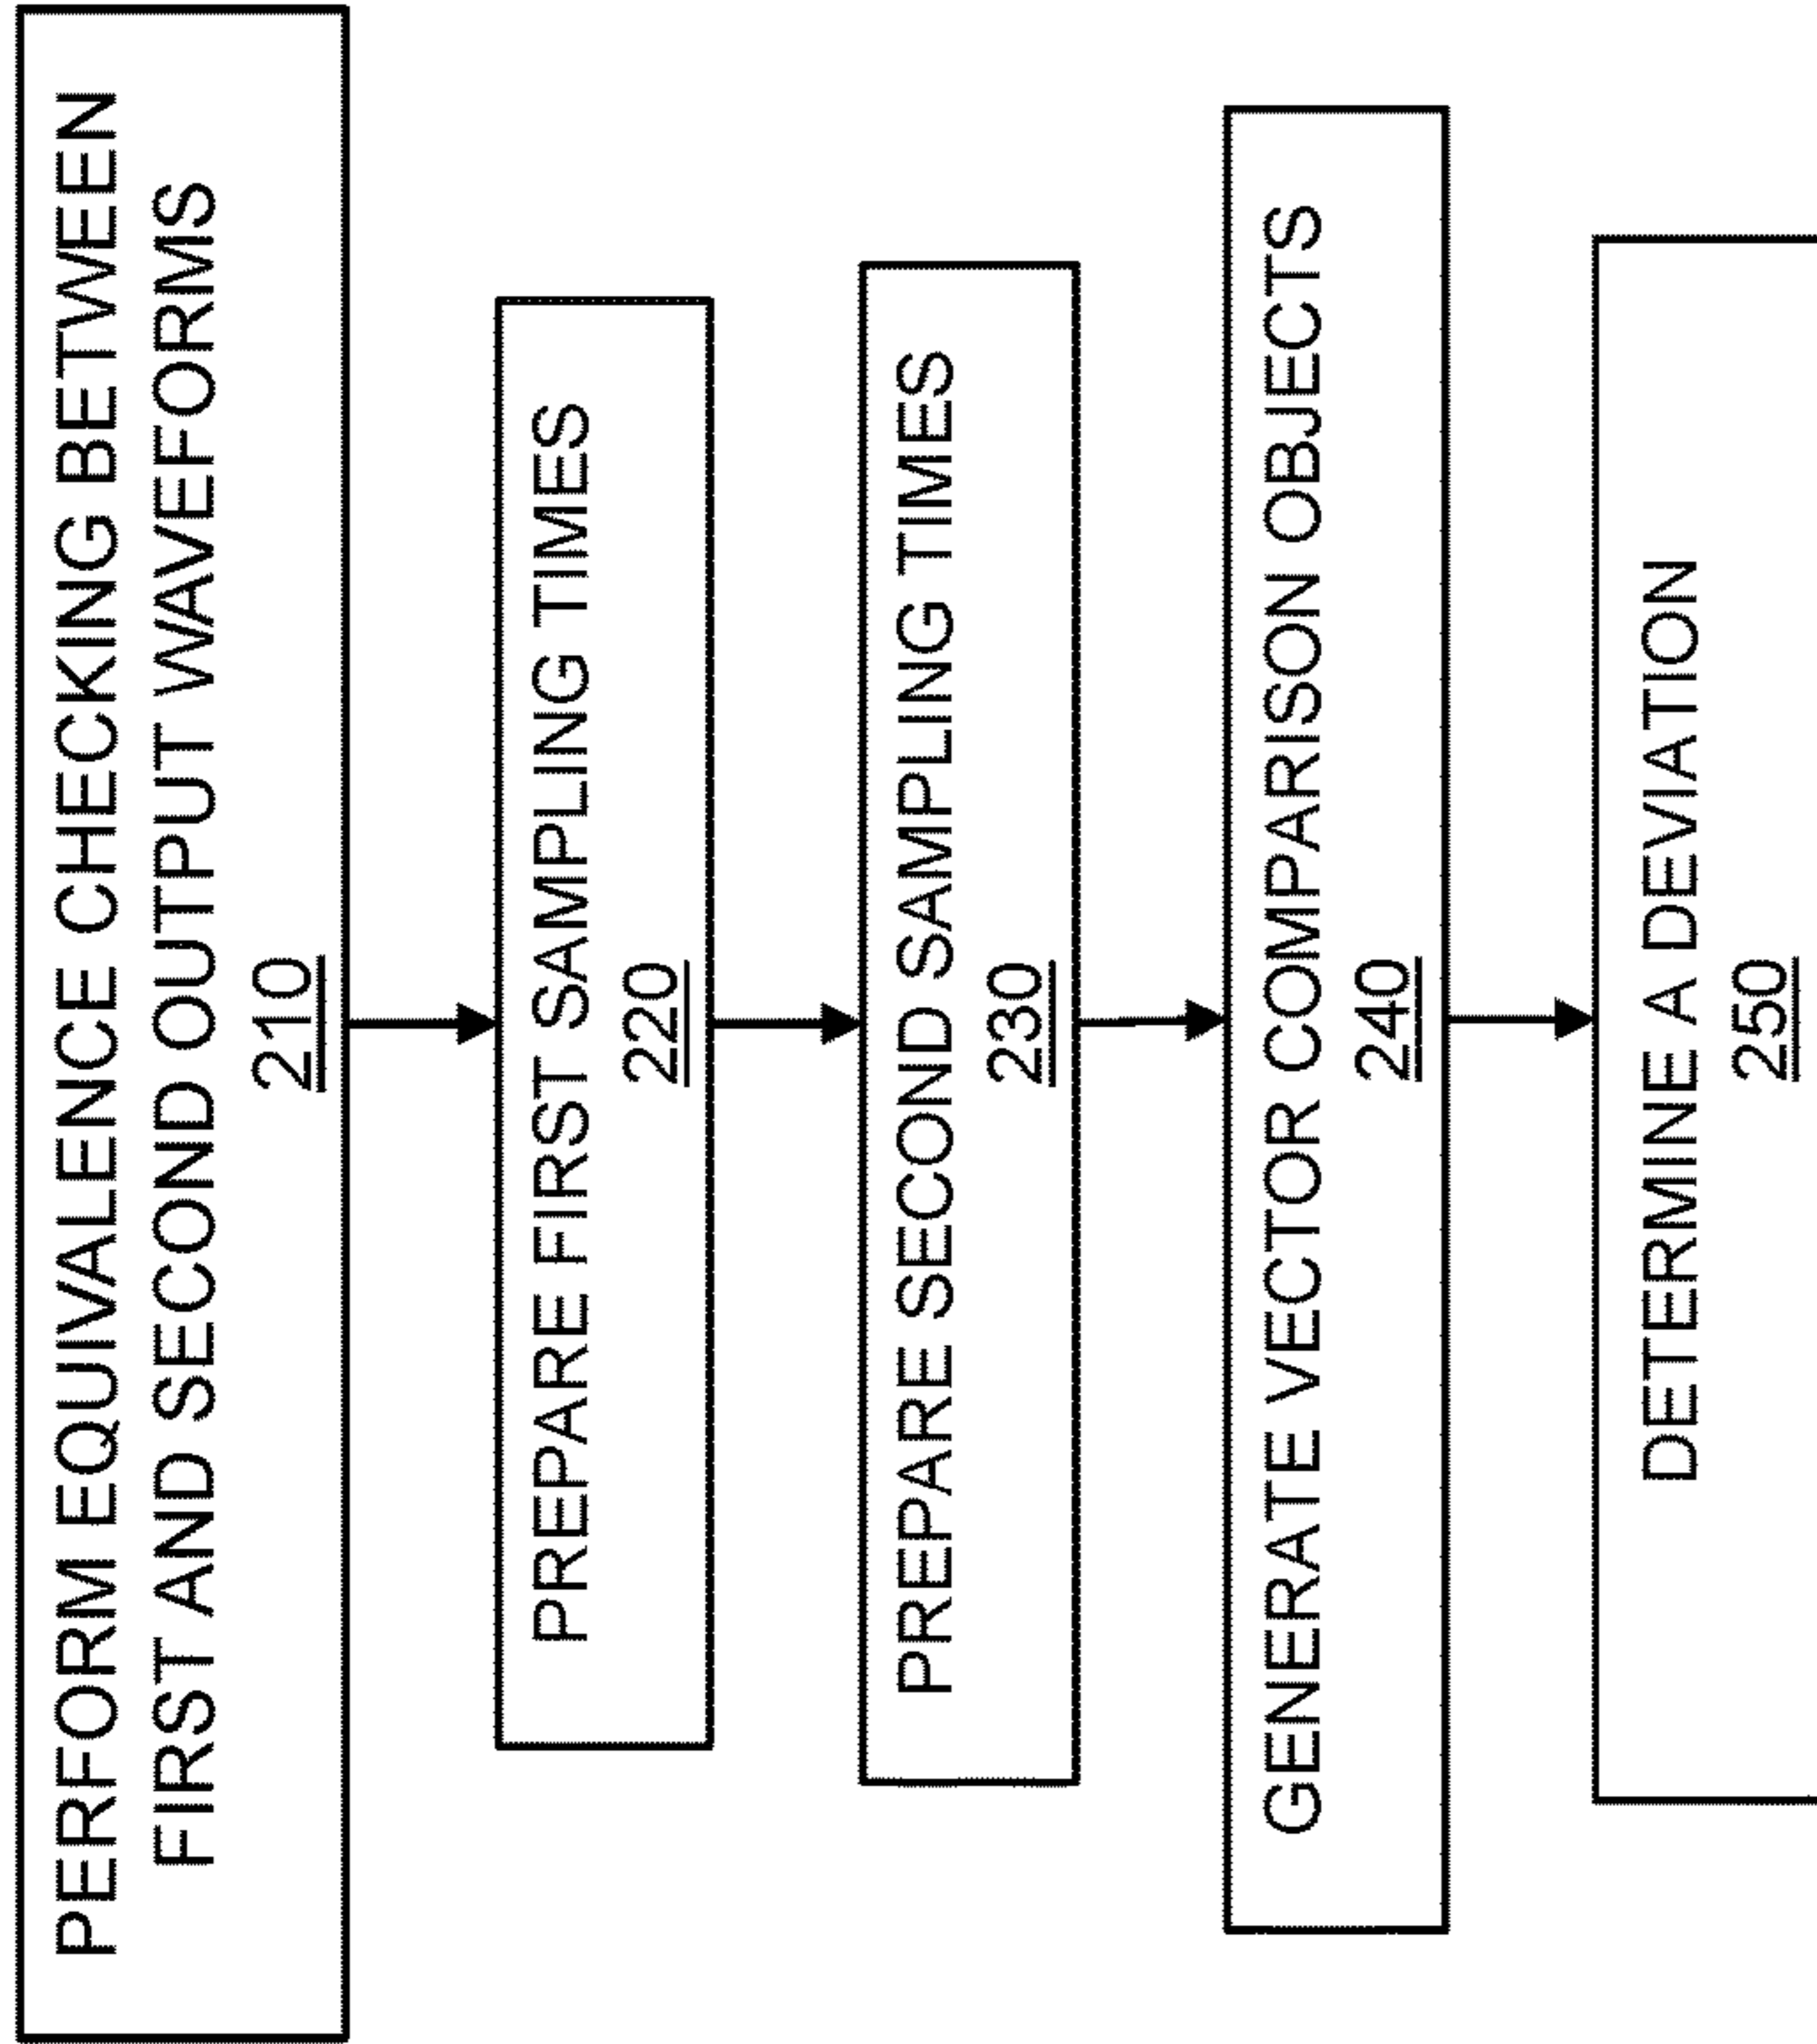 PERFORM EQUIVALENCE CHECKING BETWEEN
FIRST AND SECOND OUTPUT WAVEFORMS
210
PREPARE FIRST SAMPLING TIMES
220
PREPARE SECOND SAMPLING TIMES
230
GENERATE VECTOR COMPARISON OBJECTS
240
DETERMINE A DEVIATION
250